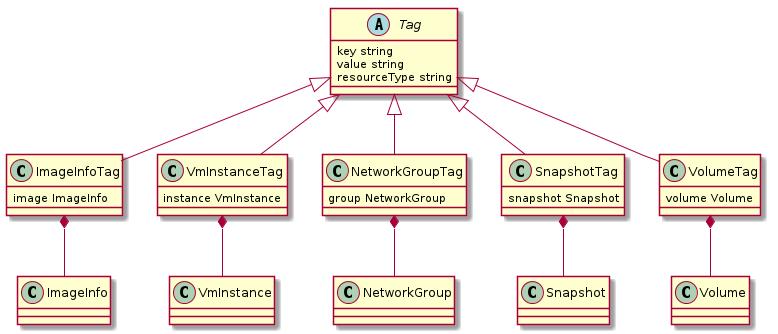 A Tag
key string
value string
resourceType string
C ImageInfoTag
image ImageInfo
C VmInstanceTag
instance VmInstance
C NetworkGroupTag
group NetworkGroup
C SnapshotTag
snapshot Snapshot
C VolumeTag
volume Volume
C ImageInfo
C VmInstance
C NetworkGroup
C Snapshot
C Volume